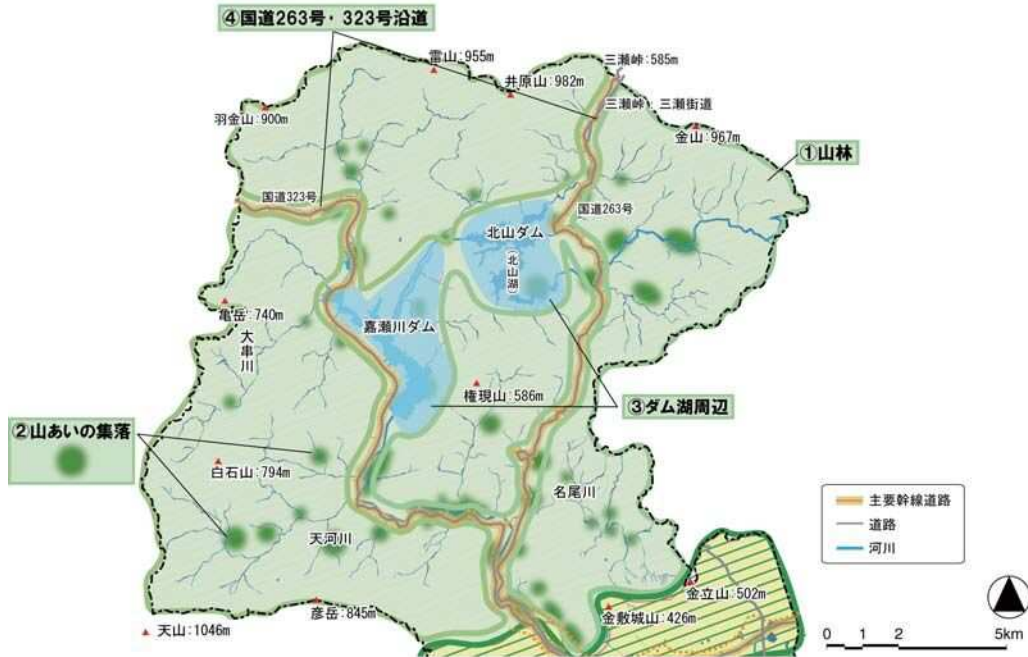 ④国道263号・323号沿道
雷山:955m
三瀬峠:585m
井原山:982m
三瀬峠・三瀬街道
羽金山:900m
金山:967m
①山林
国道323号
国道263号
北山ダム
(北山湖)
亀岳:740m
嘉瀬川ダム
大串川
権現山:586m
③ダム湖周辺
②山あいの集落
白石山:794m
名尾川
主要幹線道路
道路
河川
天河川
金立山:502m
彦岳:845m
金敷城山:426m
天山:1046m
0 1 2 5km